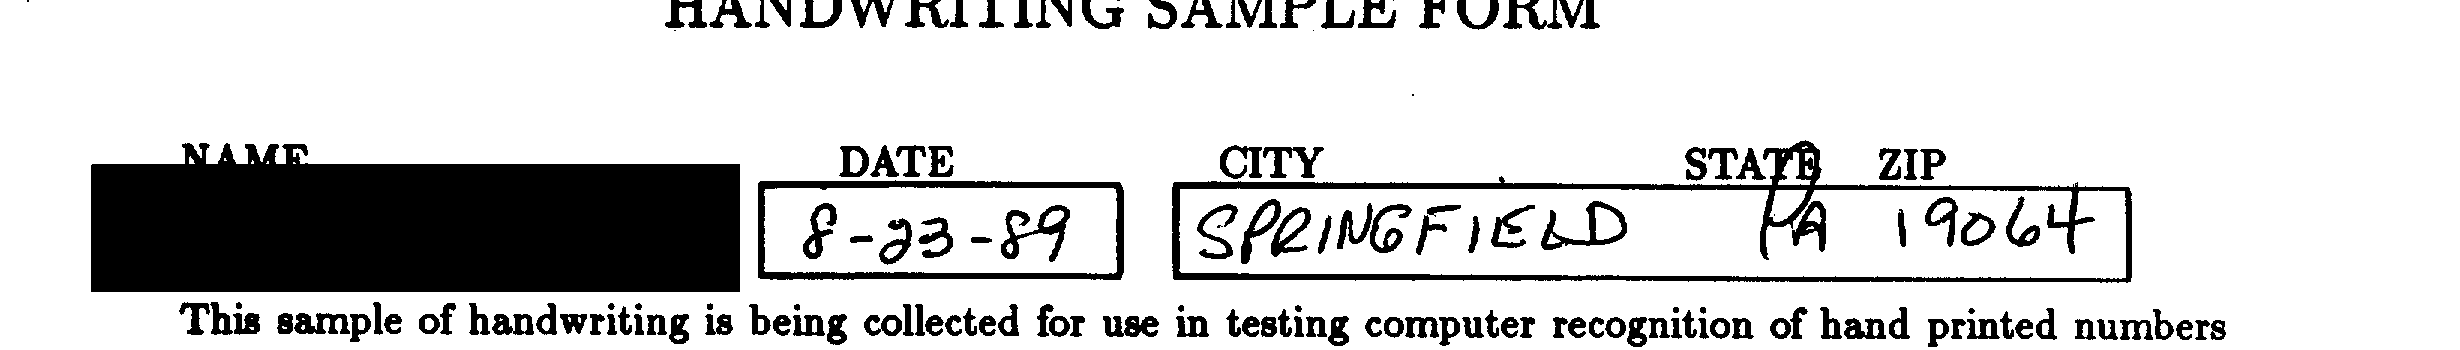 HANDWRITING SAMPLE FORM
NAME DATE CITY STATE ZIP
8-23-89 SPRINGFIELD PA 19064
This sample of handwriting is being collected for use in testing computer recognition of hand printed numbers